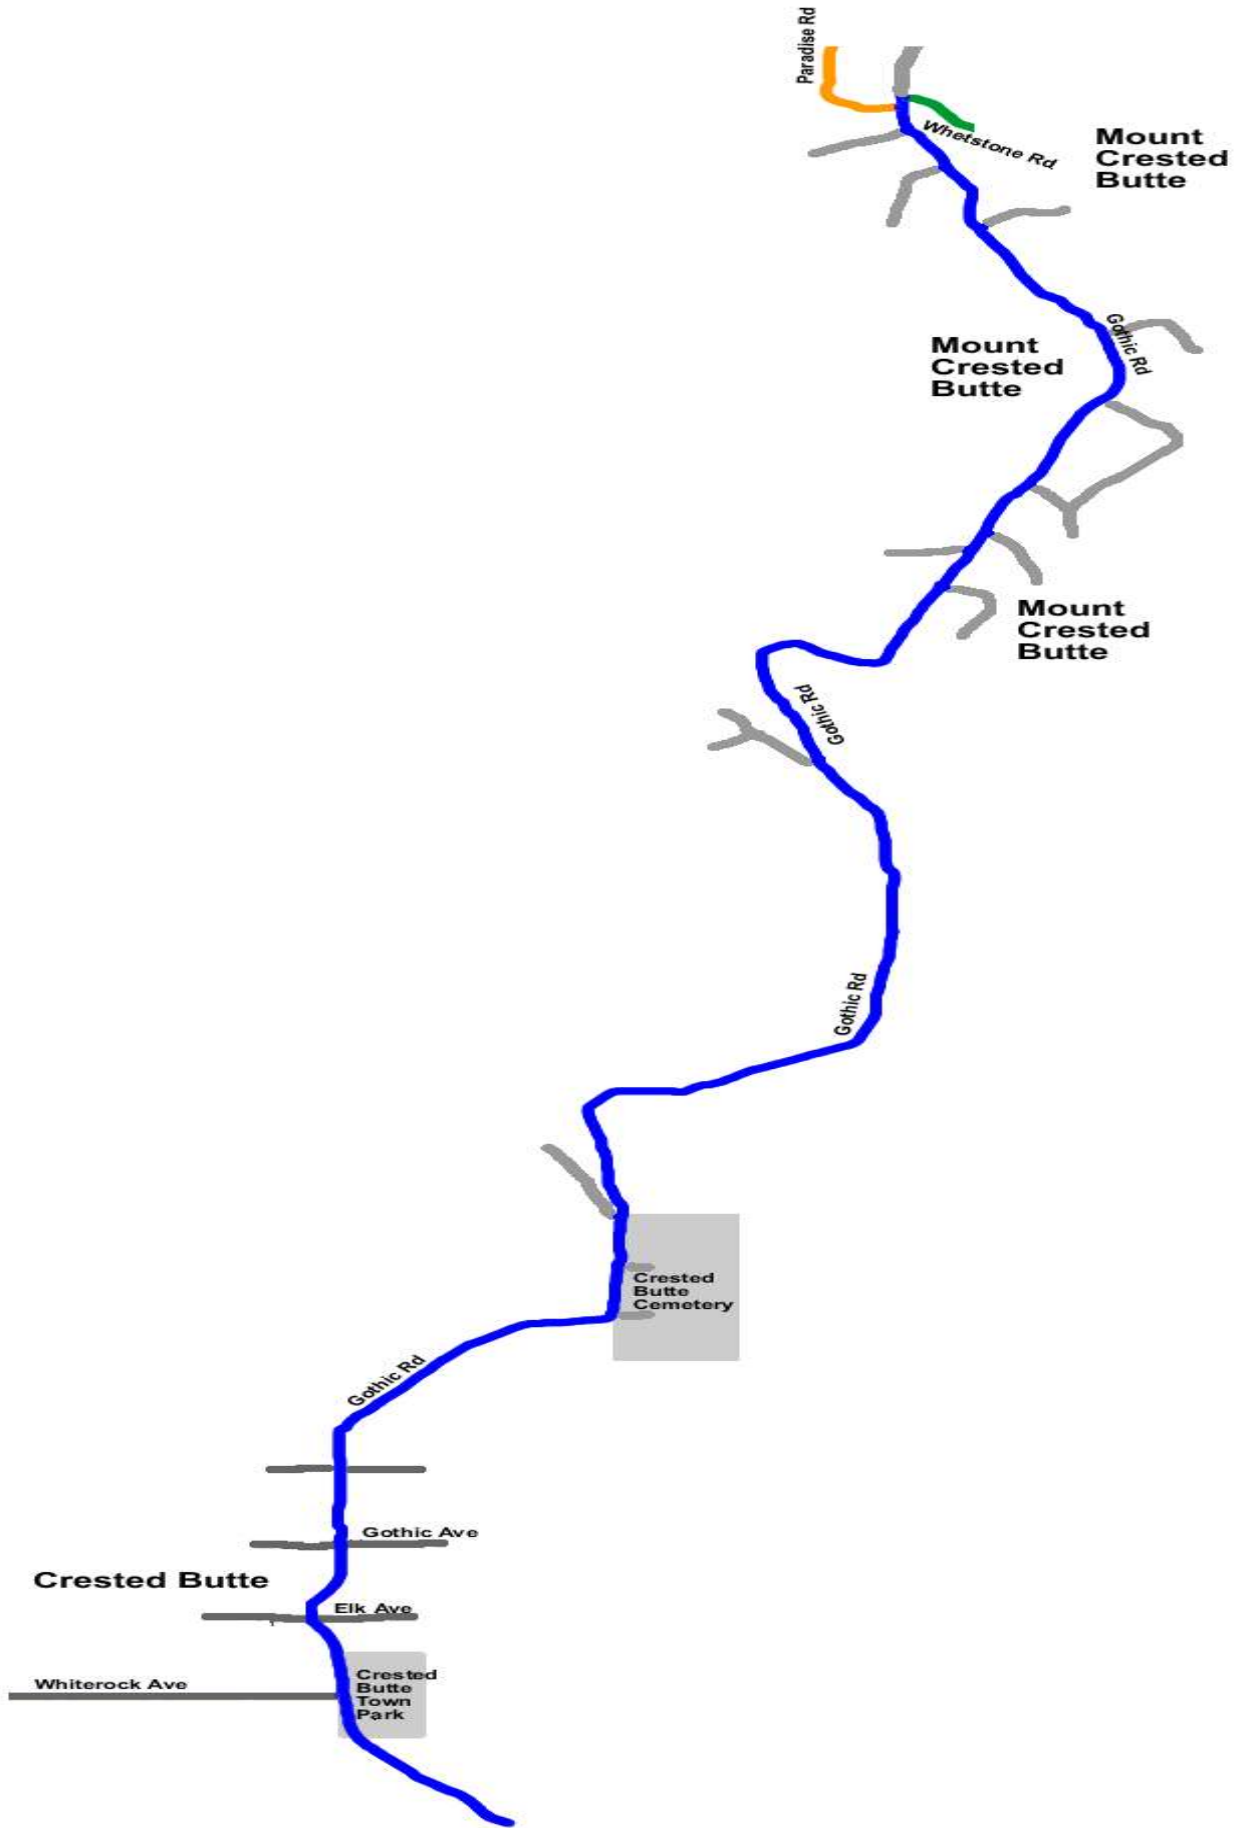 Paradise Rd
Whetstone Rd
Mount
Crested
Butte
Gothic Rd
Mount
Crested
Butte
Mount
Crested
Butte
Gothic Rd
Gothic Rd
Crested
Butte
Cemetery
Gothic Rd
Gothic Ave
Crested Butte
Elk Ave
Whiterock Ave
Crested
Butte
Town
Park